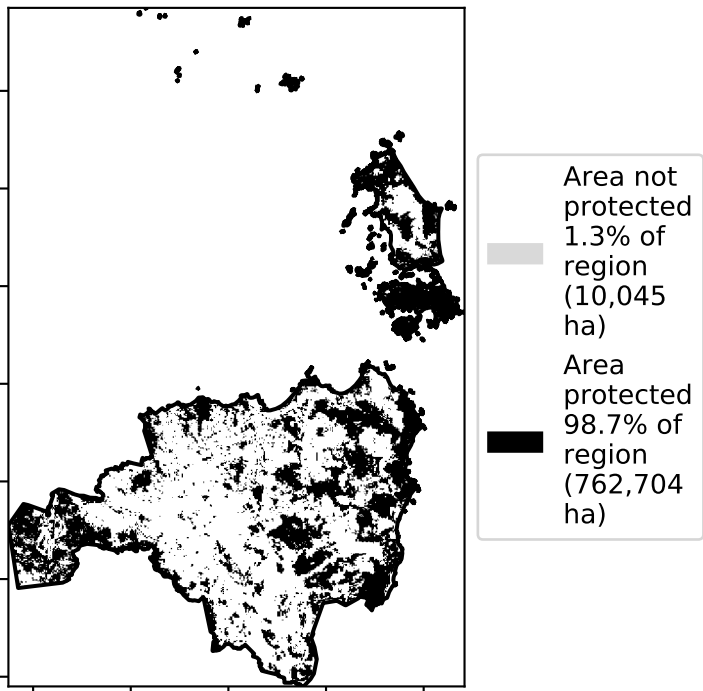 Area not
protected
1.3% of
region
(10,045
ha)
Area
protected
98.7% of
region
(762,704
ha)